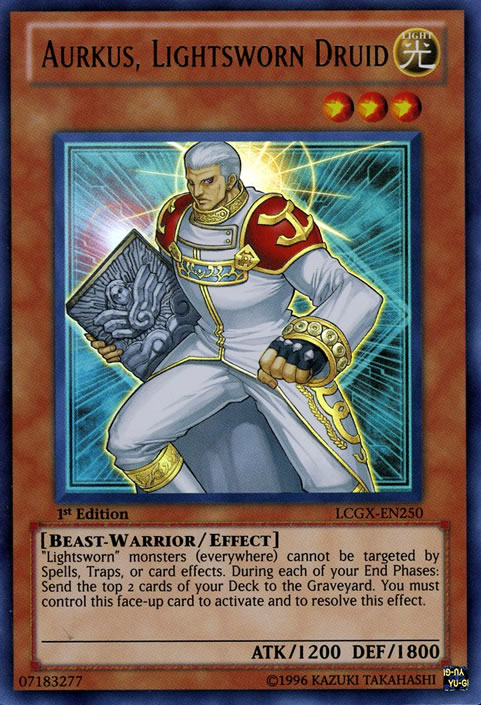 AURKUS, LIGHTSWORN DRUID
LIGHT
光
1st Edition
LCGX-EN250
[BEAST-WARRIOR/EFFECT]
"Lightsworn" monsters (everywhere) cannot be targeted by
Spells, Traps, or card effects. During each of your End Phases:
Send the top 2 cards of your Deck to the Graveyard. You must
control this face-up card to activate and to resolve this effect.
ATK/1200 DEF/1800
07183277
©1996 KAZUKI TAKAHASHI
YU-GI